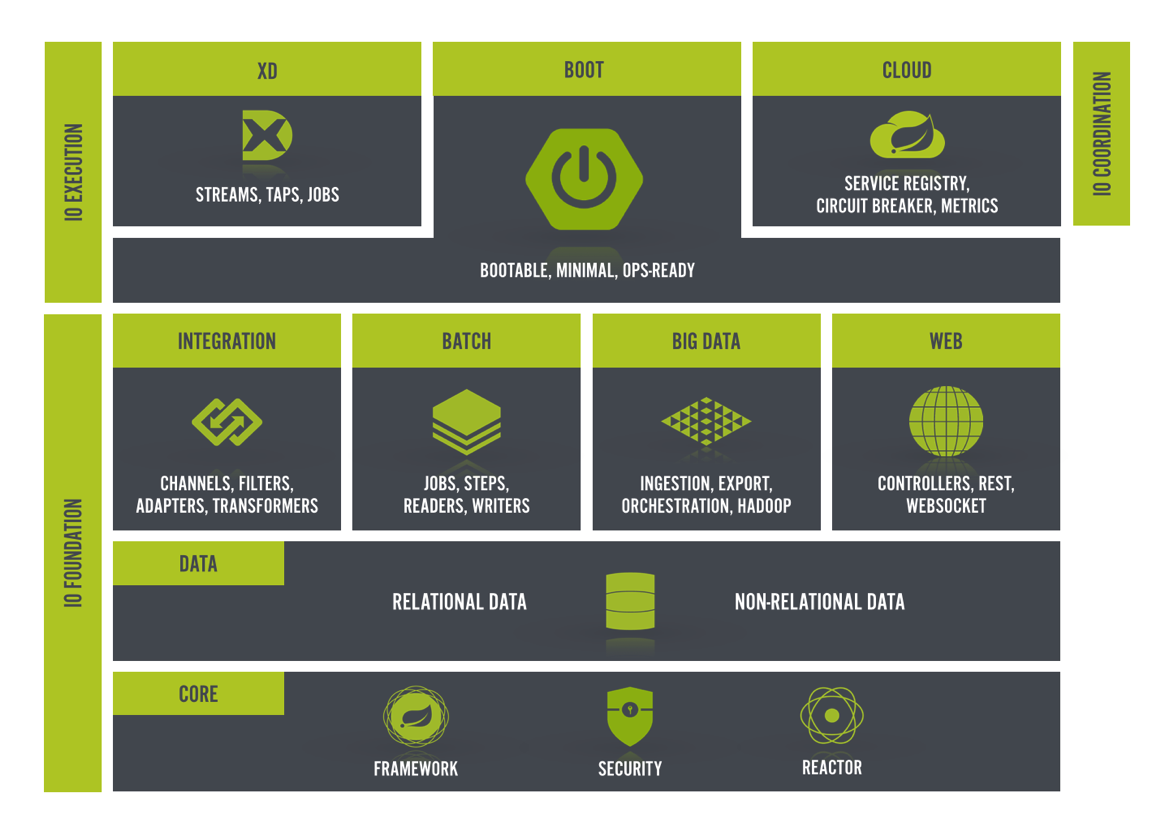 IO EXECUTION
XD
STREAMS, TAPS, JOBS
BOOT
BOOTABLE, MINIMAL, OPS-READY
CLOUD
SERVICE REGISTRY,
CIRCUIT BREAKER, METRICS
IO COORDINATION
IO FOUNDATION
INTEGRATION
CHANNELS, FILTERS,
ADAPTERS, TRANSFORMERS
BATCH
JOBS, STEPS,
READERS, WRITERS
BIG DATA
INGESTION, EXPORT,
ORCHESTRATION, HADOOP
WEB
CONTROLLERS, REST,
WEBSOCKET
DATA
RELATIONAL DATA
NON-RELATIONAL DATA
CORE
FRAMEWORK
SECURITY
REACTOR